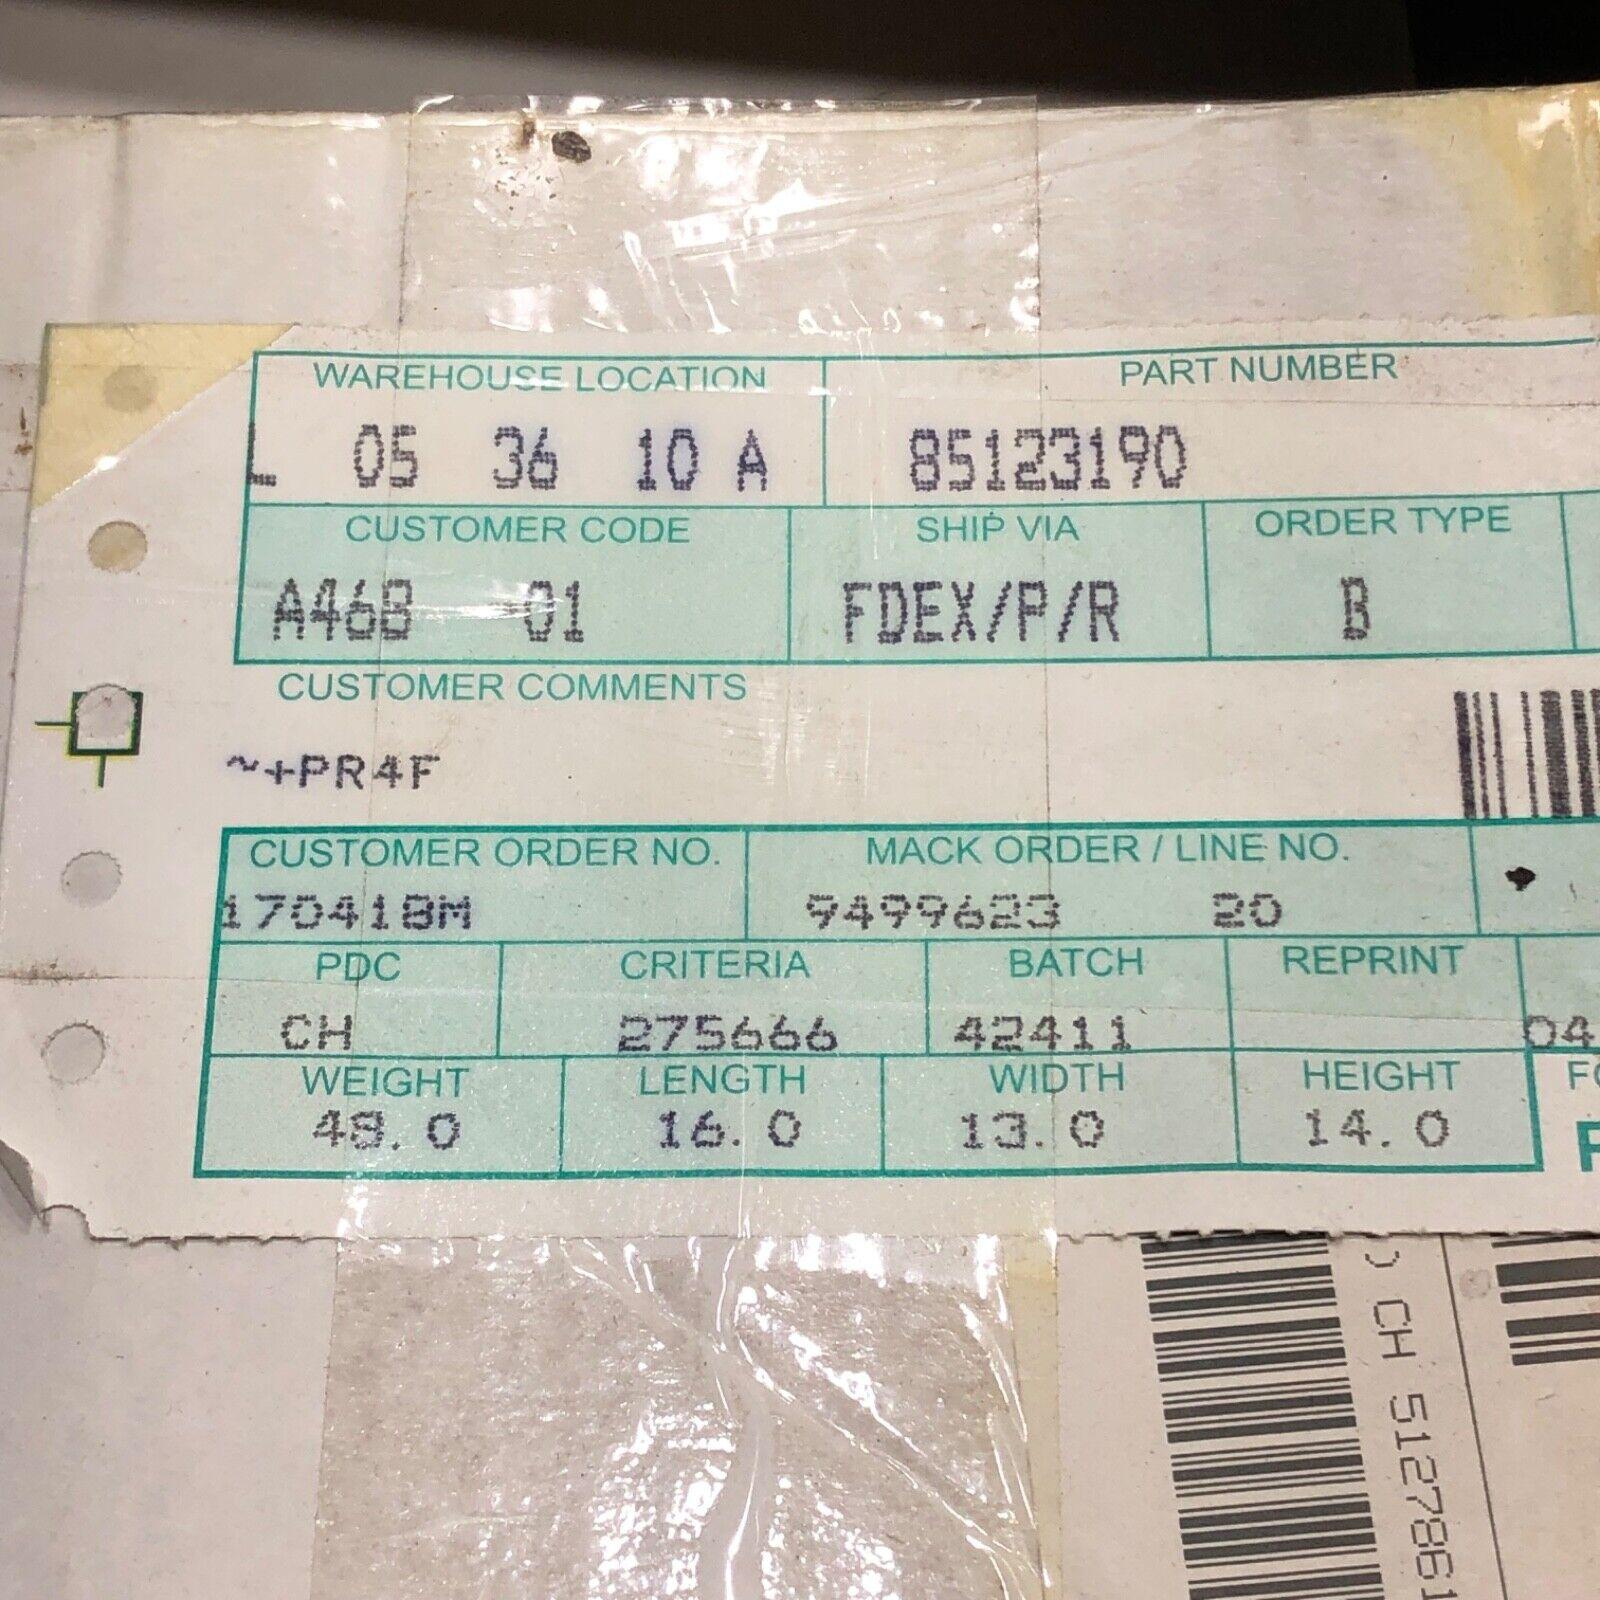 WAREHOUSE LOCATION PART NUMBER
L 05 36 10 A 85123190
CUSTOMER CODE SHIP VIA ORDER TYPE
A46B 01 FDEX/P/R B
CUSTOMER COMMENTS
~+PR4F
CUSTOMER ORDER NO. MACK ORDER / LINE NO.
170418M 9499623 20
PDC CRITERIA BATCH REPRINT
CH 275666 42411 04
WEIGHT LENGTH WIDTH HEIGHT
48.0 16.0 13.0 14.0
CH 5127861